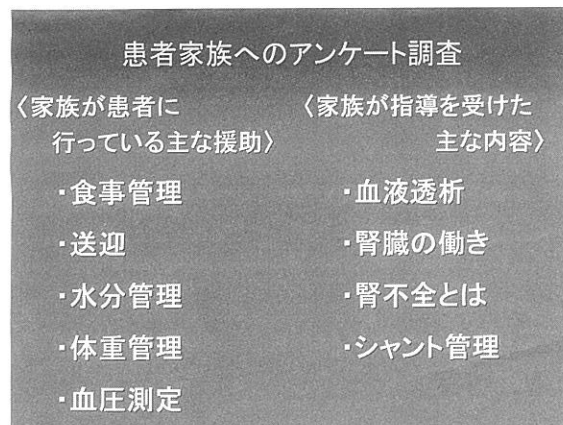 患者家族へのアンケート調査
〈家族が患者に
行っている主な援助〉
・食事管理
・送迎
・水分管理
・体重管理
・血圧測定
〈家族が指導を受けた
主な内容〉
・血液透析
・腎臓の働き
・腎不全とは
・シャント管理